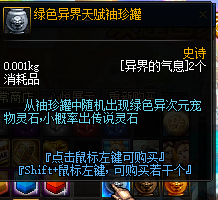 绿色异界天赋袖珍罐
史诗
0.001kg [异界的气息]2个
消耗品
从袖珍罐中随机出现绿色异次元宠
物灵石,小概率出传说灵石
『点击鼠标左键可购买』
『Shift+鼠标左键，可购买若干个』